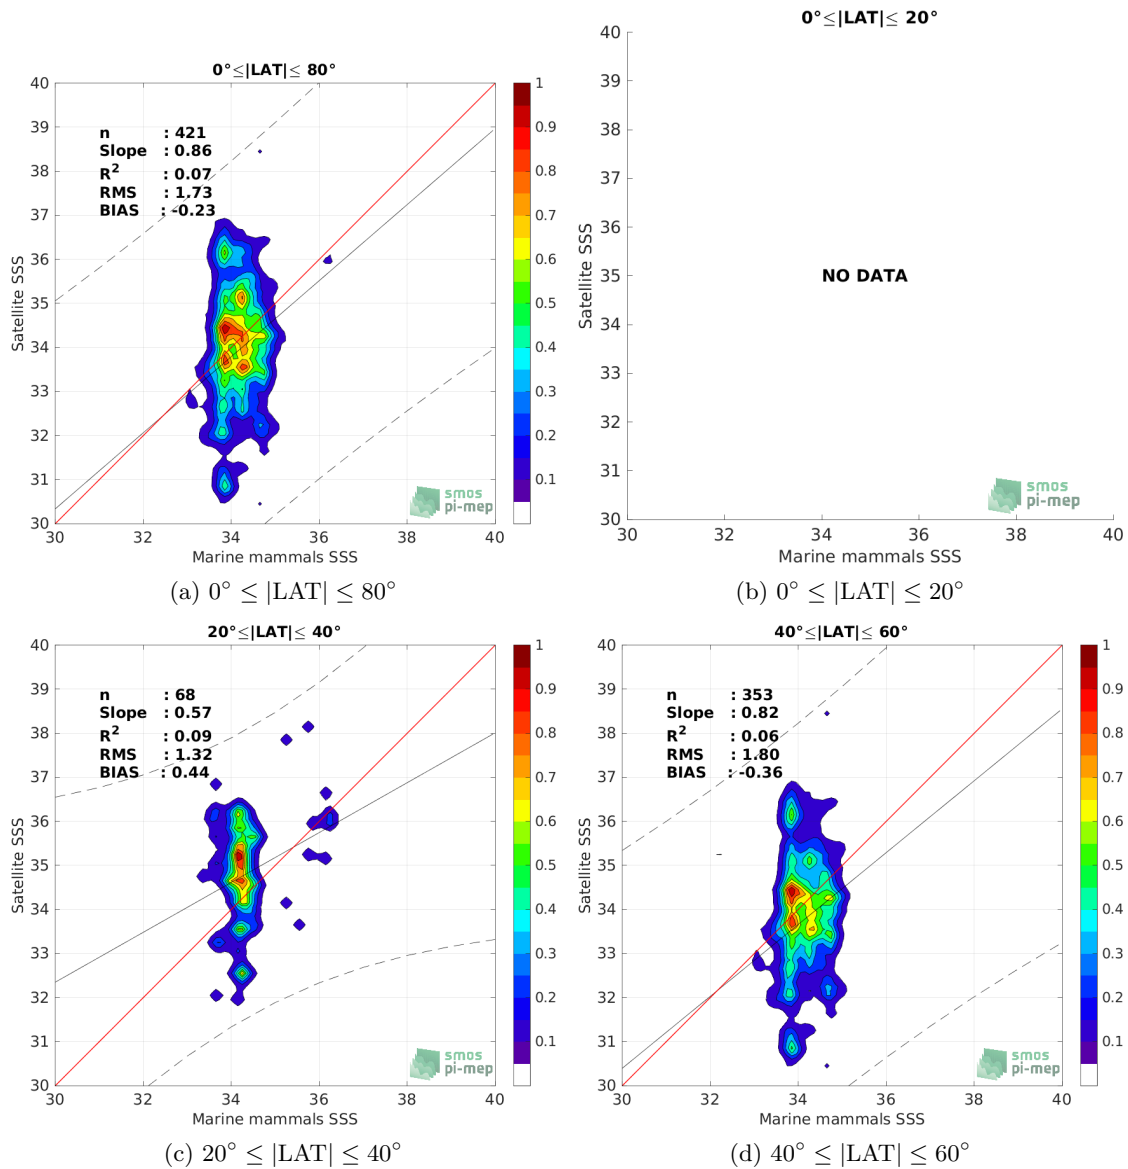 0°≤|LAT|≤ 80°
n : 421
Slope : 0.86
R² : 0.07
RMS : 1.73
BIAS : -0.23
40
39
38
37
36
35
34
33
32
31
30
30 32 34 36 38 40
Satellite SSS
Marine mammals SSS
1
0.9
0.8
0.7
0.6
0.5
0.4
0.3
0.2
0.1
smos
pi-mep
(a) 0° ≤ |LAT| ≤ 80°
0°≤|LAT|≤ 20°
40
39
38
37
36
35
34
33
32
31
30
30 32 34 36 38 40
Satellite SSS
NO DATA
Marine mammals SSS
smos
pi-mep
(b) 0° ≤ |LAT| ≤ 20°
20°≤|LAT|≤ 40°
n : 68
Slope : 0.57
R² : 0.09
RMS : 1.32
BIAS : 0.44
40
39
38
37
36
35
34
33
32
31
30
30 32 34 36 38 40
Satellite SSS
Marine mammals SSS
1
0.9
0.8
0.7
0.6
0.5
0.4
0.3
0.2
0.1
smos
pi-mep
(c) 20° ≤ |LAT| ≤ 40°
40°≤|LAT|≤ 60°
n : 353
Slope : 0.82
R² : 0.06
RMS : 1.80
BIAS : -0.36
40
39
38
37
36
35
34
33
32
31
30
30 32 34 36 38 40
Satellite SSS
Marine mammals SSS
1
0.9
0.8
0.7
0.6
0.5
0.4
0.3
0.2
0.1
smos
pi-mep
(d) 40° ≤ |LAT| ≤ 60°